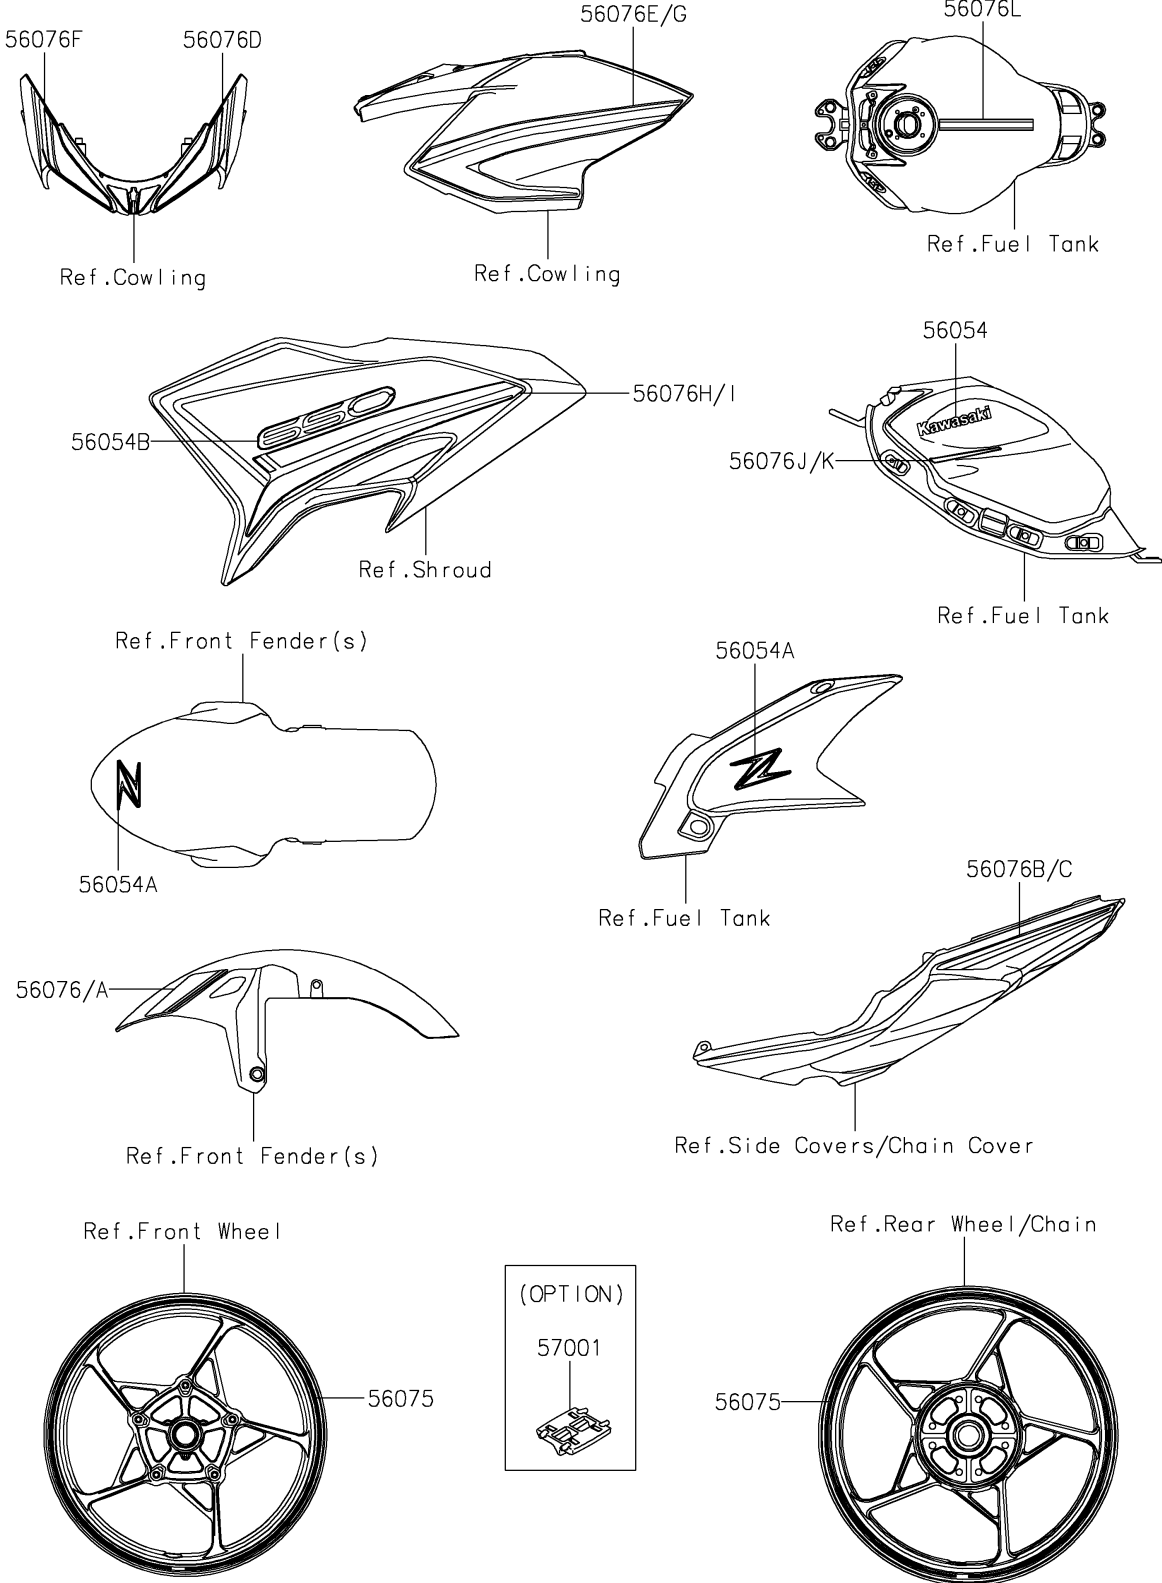 56076F
56076D
56076E/G
56076L
Ref.Cowling
Ref.Cowling
Ref.Fuel Tank
56054
56076H/I
56054B
Kawasaki
56076J/K
650
Ref.Shroud
Ref.Fuel Tank
Ref.Front Fender(s)
56054A
Z
Z
56054A
56076B/C
Ref.Fuel Tank
56076/A
Ref.Front Fender(s)
Ref.Side Covers/Chain Cover
Ref.Front Wheel
Ref.Rear Wheel/Chain
(OPTION)
57001
56075
56075